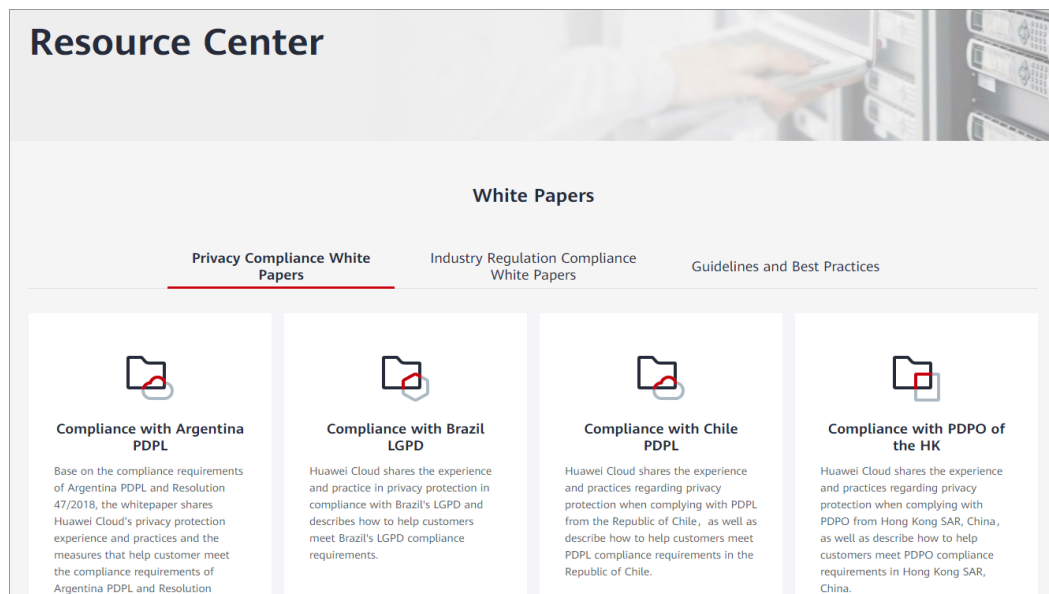 Resource Center
White Papers
Privacy Compliance White
Papers
Industry Regulation Compliance
White Papers
Guidelines and Best Practices
Compliance with Argentina
PDPL
Base on the compliance requirements
of Argentina PDPL and Resolution
47/2018, the whitepaper shares
Huawei Cloud's privacy protection
experience and practices and the
measures that help customer meet
the compliance requirements of
Argentina PDPL and Resolution
Compliance with Brazil
LGPD
Huawei Cloud shares the experience
and practice in privacy protection in
compliance with Brazil's LGPD and
describes how to help customers
meet Brazil's LGPD compliance
requirements.
Compliance with Chile
PDPL
Huawei Cloud shares the experience
and practices regarding privacy
protection when complying with PDPL
from the Republic of Chile，as well as
describe how to help customers meet
PDPL compliance requirements in the
Republic of Chile.
Compliance with PDPO of
the HK
Huawei Cloud shares the experience
and practices regarding privacy
protection when complying with
PDPO from Hong Kong SAR, China，
as well as describe how to help
customers meet PDPO compliance
requirements in Hong Kong SAR,
China.